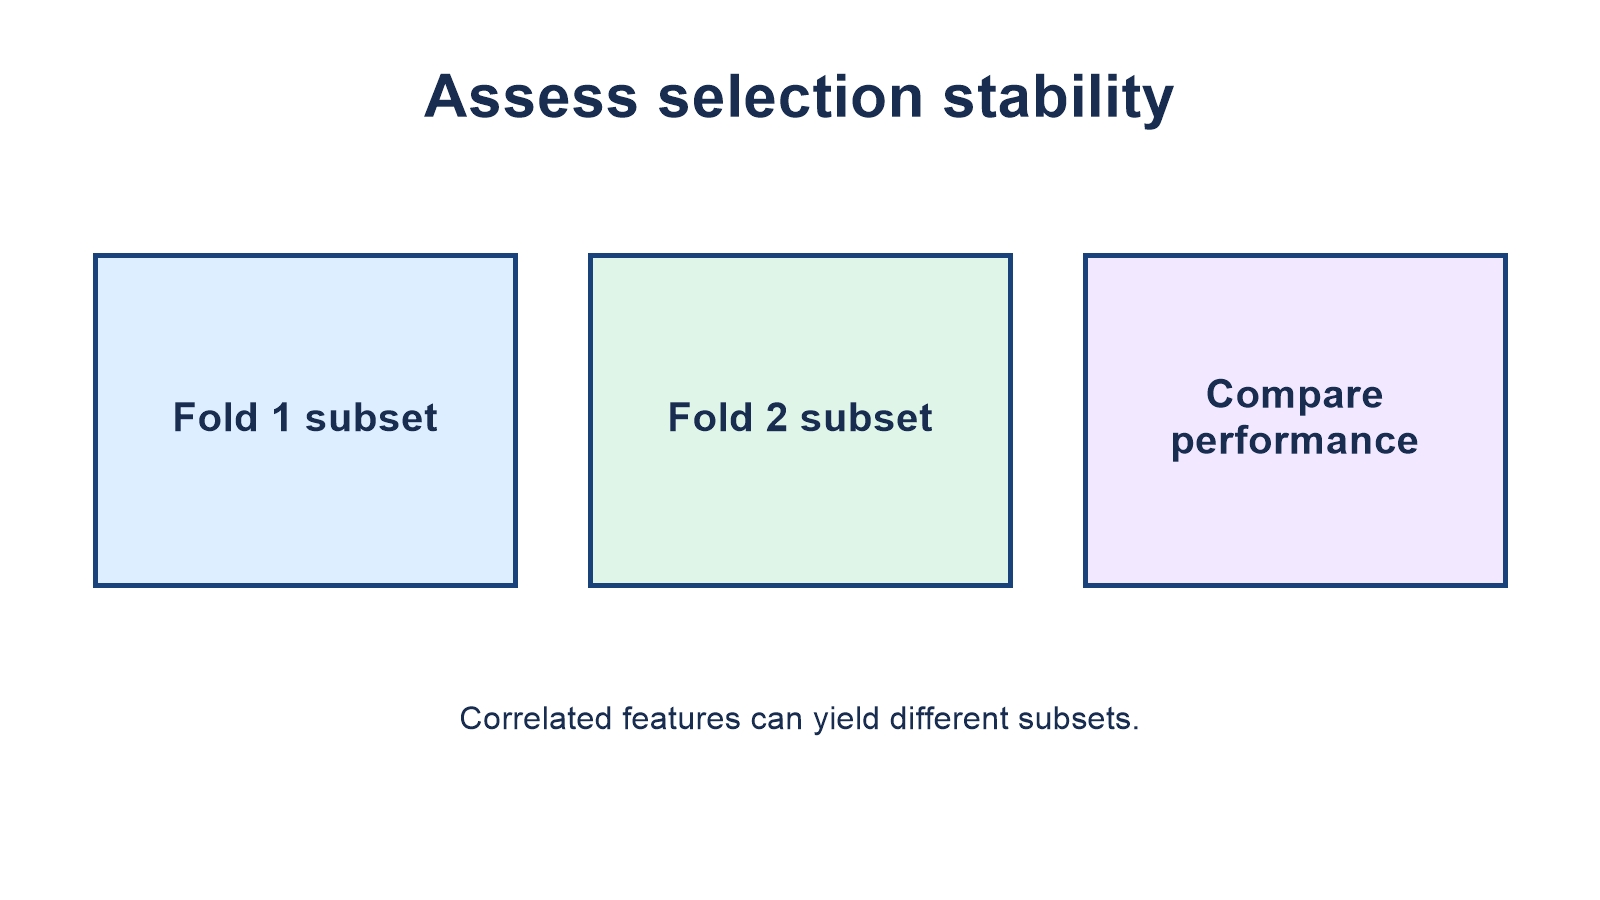 Assess selection stability
Fold 1 subset
Fold 2 subset
Compare
performance
Correlated features can yield different subsets.